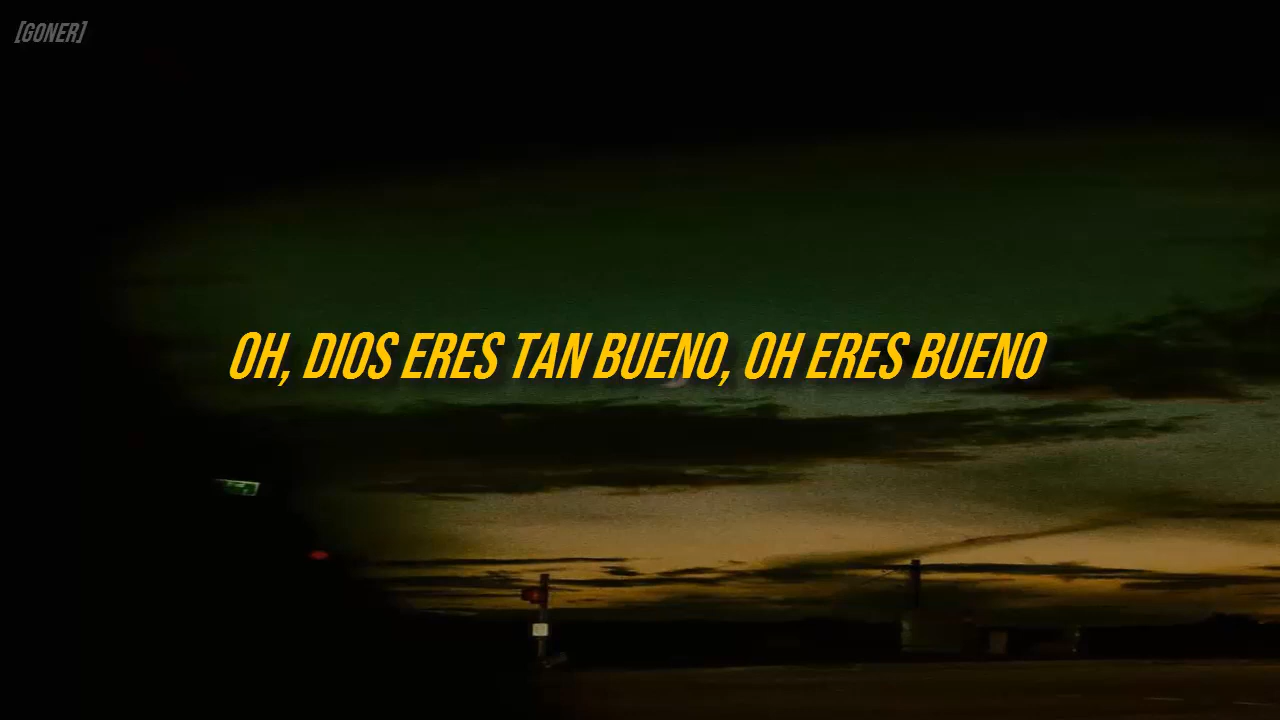 [GONER]
OH, DIOS ERES TAN BUENO, OH ERES BUENO